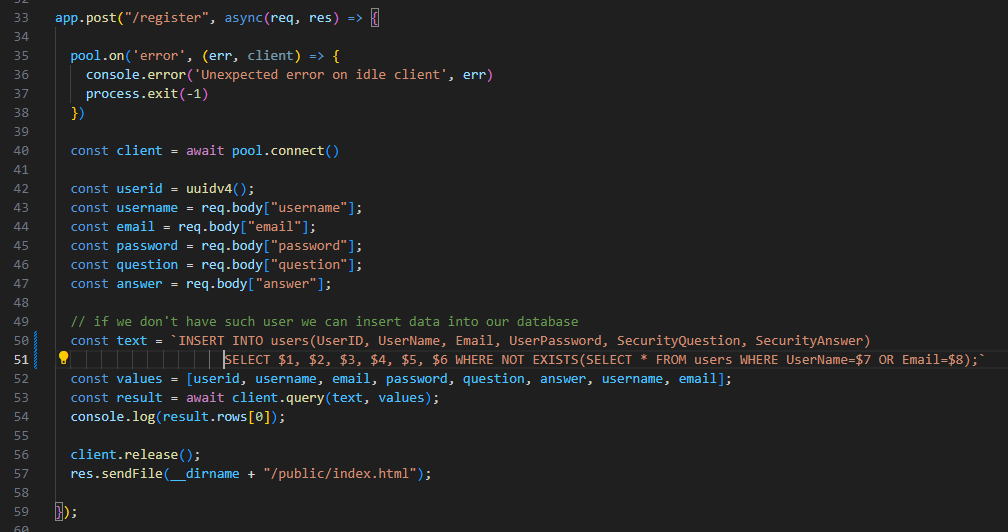 33 app.post("/register", async(req, res) => {
34
35 pool.on('error', (err, client) => {
36 console.error('Unexpected error on idle client', err)
37 process.exit(-1)
38 })
39
40 const client = await pool.connect()
41
42 const userid = uuidv4();
43 const username = req.body["username"];
44 const email = req.body["email"];
45 const password = req.body["password"];
46 const question = req.body["question"];
47 const answer = req.body["answer"];
48
49 // if we don't have such user we can insert data into our database
50 const text = `INSERT INTO users(UserID, UserName, Email, UserPassword, SecurityQuestion, SecurityAnswer)
51 SELECT $1, $2, $3, $4, $5, $6 WHERE NOT EXISTS(SELECT * FROM users WHERE UserName=$7 OR Email=$8);`
52 const values = [userid, username, email, password, question, answer, username, email];
53 const result = await client.query(text, values);
54 console.log(result.rows[0]);
55
56 client.release();
57 res.sendFile(__dirname + "/public/index.html");
58
59 });